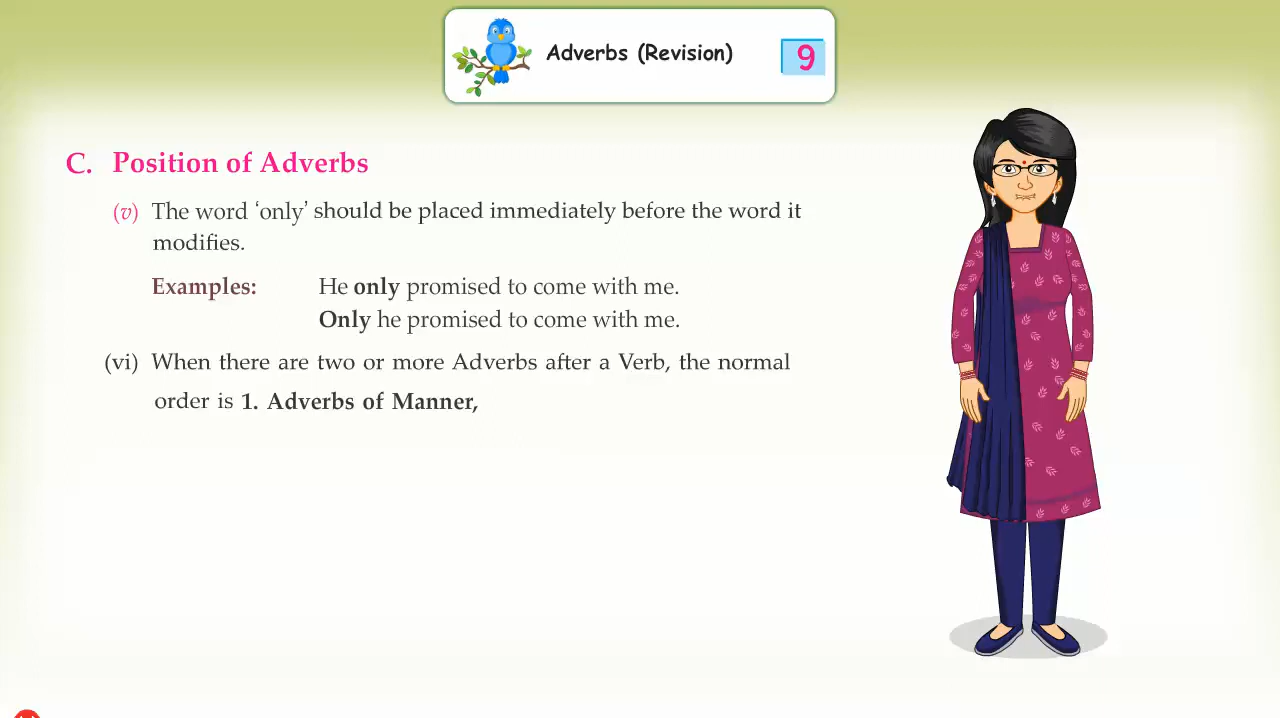 Adverbs (Revision)
9
C. Position of Adverbs
(v) The word ‘only’ should be placed immediately before the word it
modifies.
Examples: He only promised to come with me.
Only he promised to come with me.
(vi) When there are two or more Adverbs after a Verb, the normal
order is 1. Adverbs of Manner,